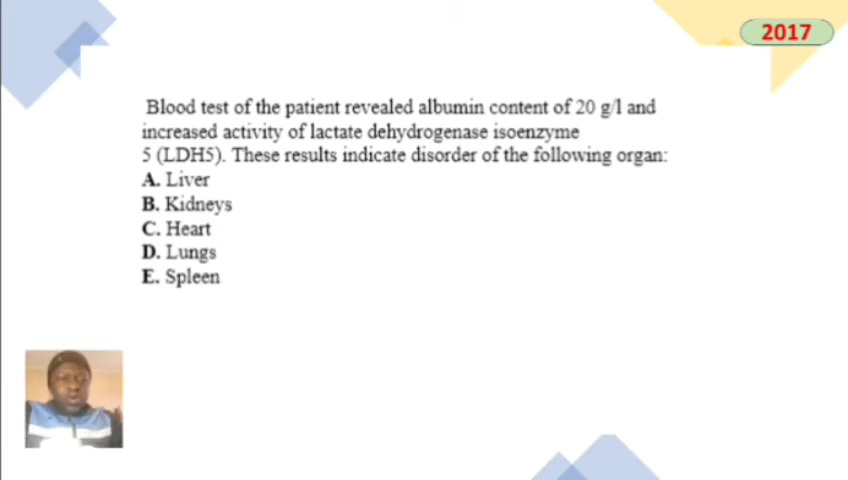 2017
Blood test of the patient revealed albumin content of 20 g/l and
increased activity of lactate dehydrogenase isoenzyme
5 (LDH5). These results indicate disorder of the following organ:
A. Liver
B. Kidneys
C. Heart
D. Lungs
E. Spleen